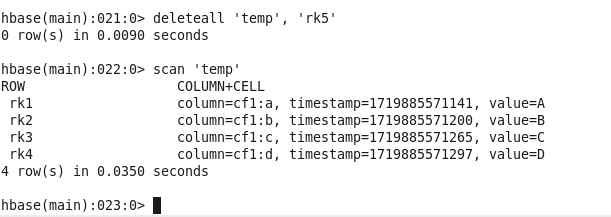 hbase(main):021:0> deleteall 'temp', 'rk5'
0 row(s) in 0.0090 seconds
hbase(main):022:0> scan 'temp'
ROW                   COLUMN+CELL
 rk1                  column=cf1:a, timestamp=1719885571141, value=A
 rk2                  column=cf1:b, timestamp=1719885571200, value=B
 rk3                  column=cf1:c, timestamp=1719885571265, value=C
 rk4                  column=cf1:d, timestamp=1719885571297, value=D
4 row(s) in 0.0350 seconds
hbase(main):023:0>